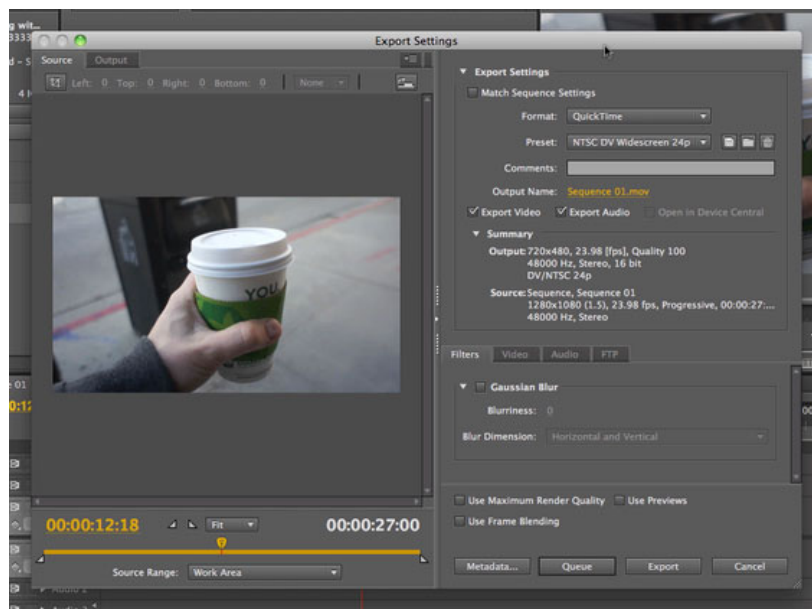 g wit...
3333
Export Settings
d - S
Source Output
Left: 0 Top: 0 Right: 0 Bottom: 0 None
Export Settings
Match Sequence Settings
Format: QuickTime
Preset: NTSC DV Widescreen 24p
Comments:
Output Name: Sequence 01.mov
Export Video Export Audio Open in Device Central
Summary
Output: 720x480, 23.98 [fps], Quality 100
48000 Hz, Stereo, 16 bit
DV/NTSC 24p
Source: Sequence, Sequence 01
1280x1080 (1.5), 23.98 fps, Progressive, 00:00:27:...
48000 Hz, Stereo
YOU
Filters Video Audio FTP
Gaussian Blur
Blurriness: 0
Blur Dimension: Horizontal and Vertical
Use Maximum Render Quality Use Previews
Use Frame Blending
Metadata... Queue Export Cancel
e 01
0:12
00:00:12:18 Fit 00:00:27:00
Source Range: Work Area